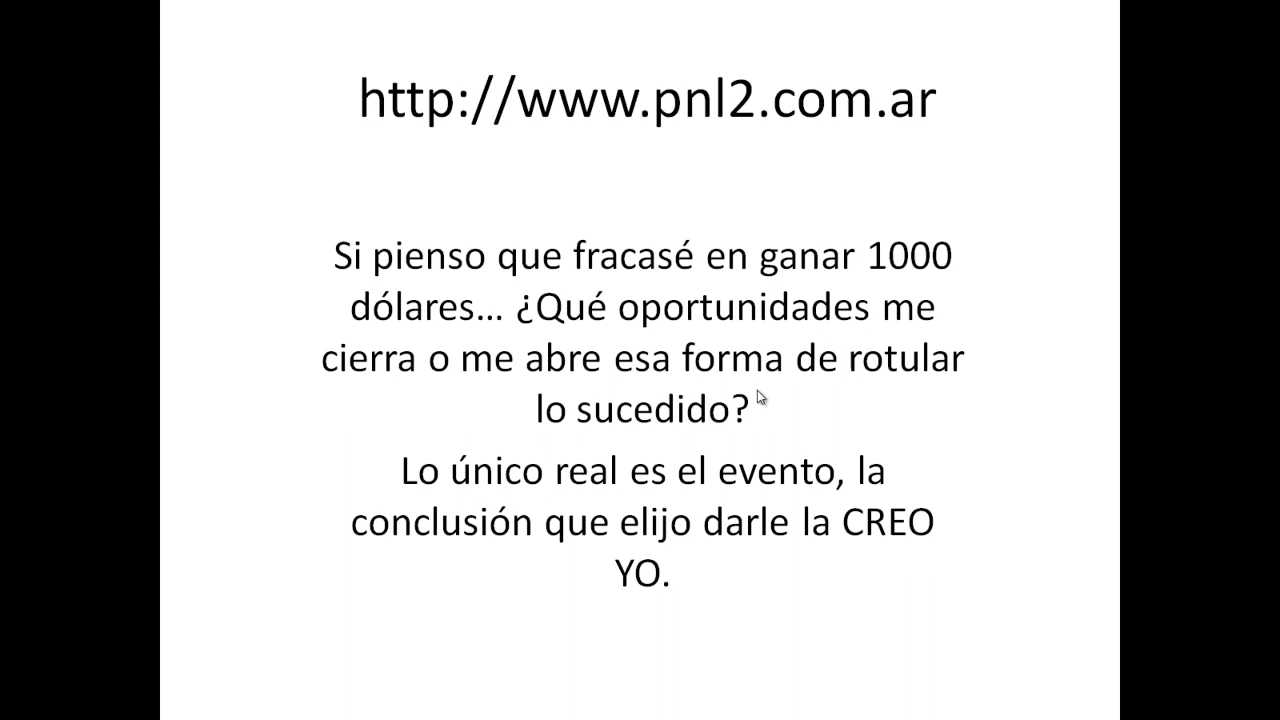 http://www.pnl2.com.ar
Si pienso que fracasé en ganar 1000
dólares... ¿Qué oportunidades me
cierra o me abre esa forma de rotular
lo sucedido?
Lo único real es el evento, la
conclusión que elijo darle la CREO
YO.